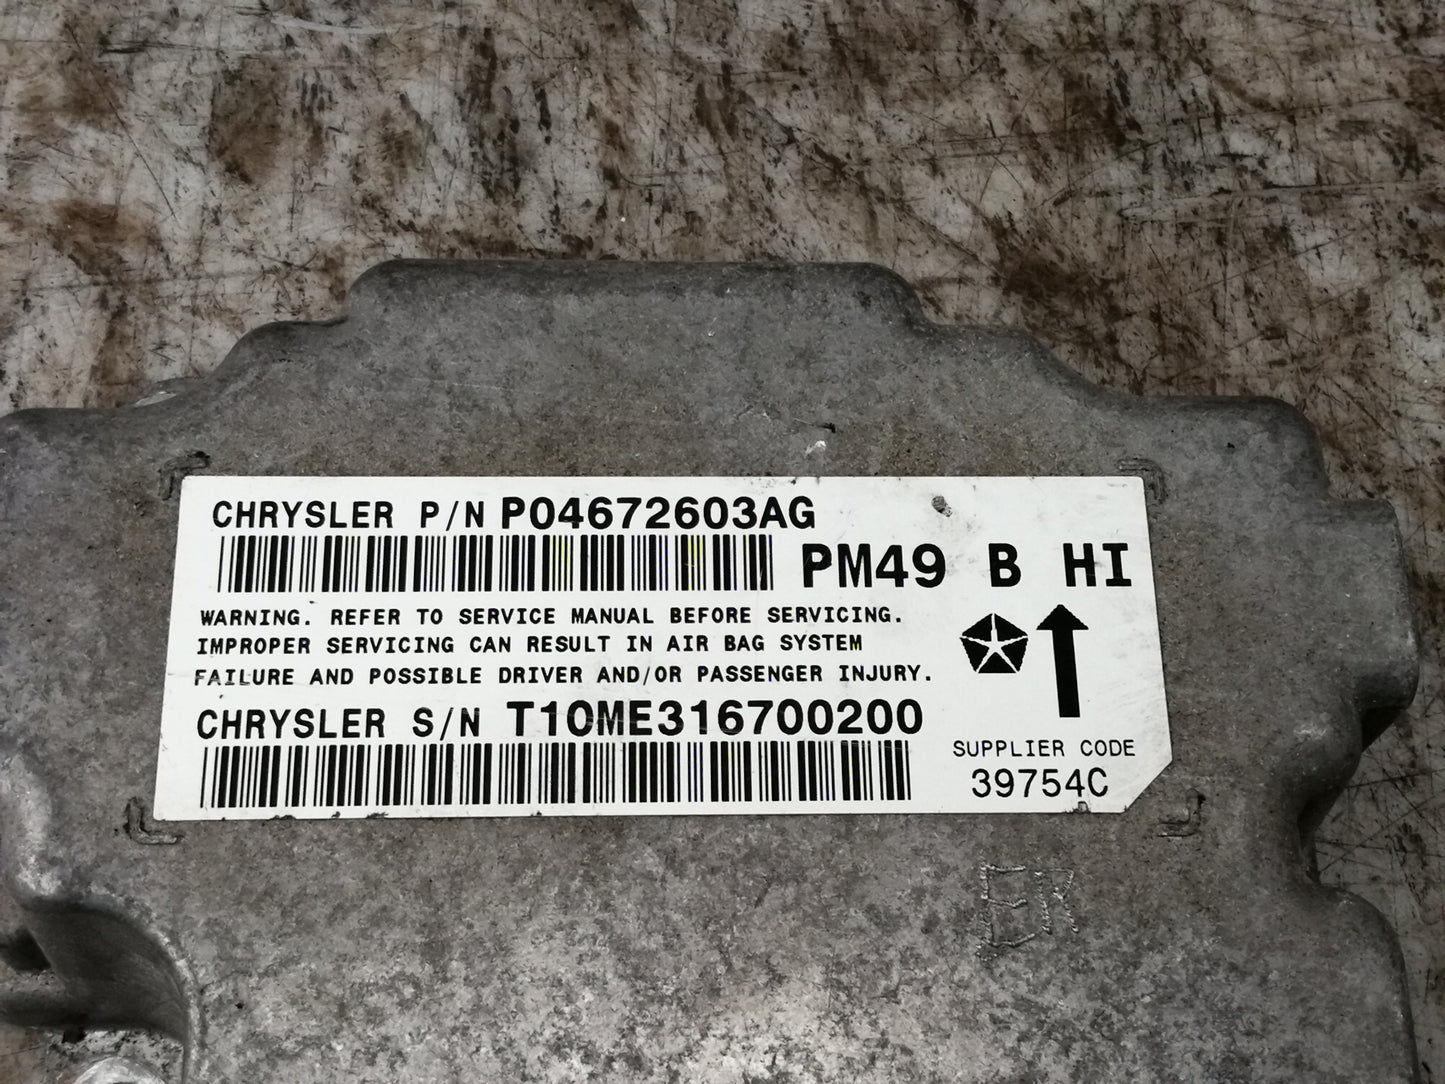 CHRYSLER P/N P04672603AG
PM49 B HI
WARNING. REFER TO SERVICE MANUAL BEFORE SERVICING.
IMPROPER SERVICING CAN RESULT IN AIR BAG SYSTEM
FAILURE AND POSSIBLE DRIVER AND/OR PASSENGER INJURY.
CHRYSLER S/N T10ME316700200
SUPPLIER CODE
39754C